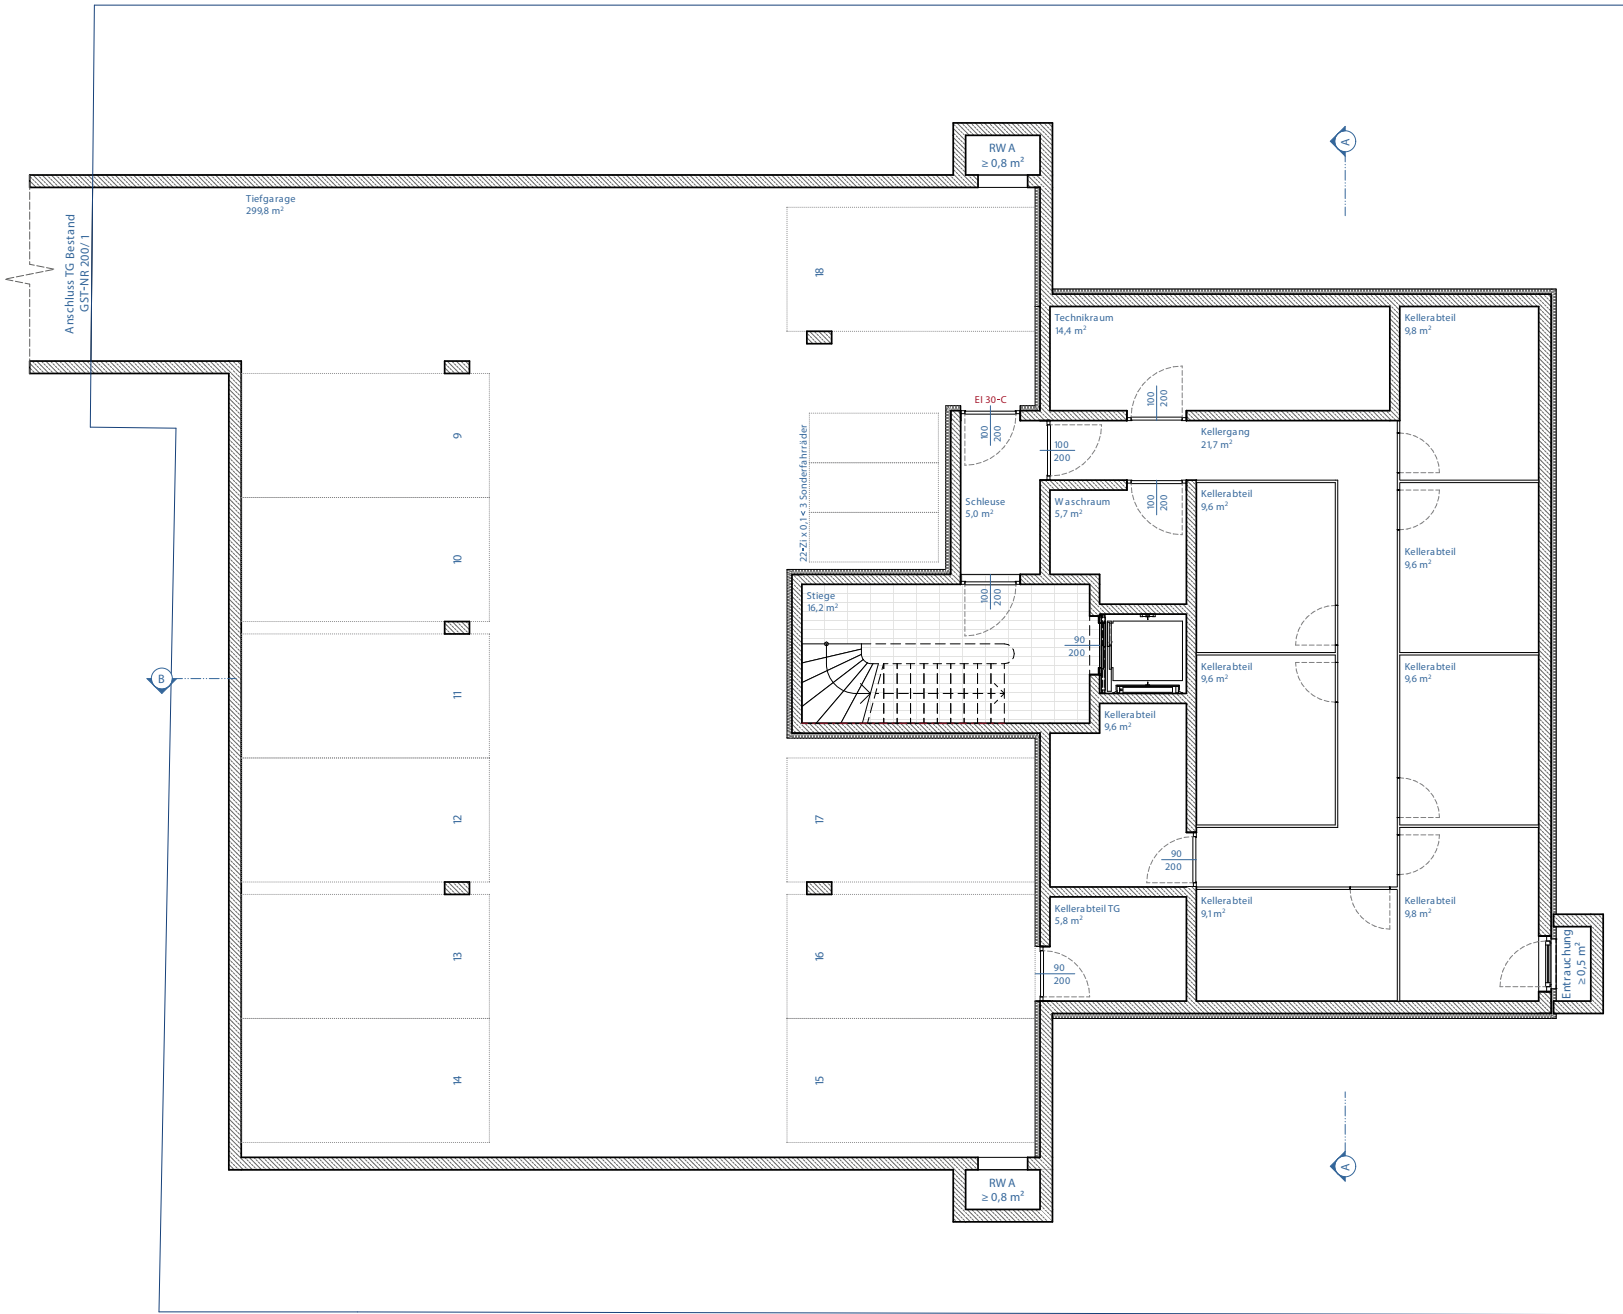 RWA
≥ 0,8 m²
A
Tiefgarage
299,8 m²
Anschluss TG Bestand
GST-NR 200/1
18
Technikraum
14,4 m²
Kellerabteil
9,8 m²
EI 30-C
100
200
100
200
100
200
Kellergang
21,7 m²
9
22-Zi x 0,1 < 3 Sonderfahrräder
Schleuse
5,0 m²
Waschraum
5,7 m²
100
200
Kellerabteil
9,6 m²
Kellerabteil
9,6 m²
10
Stiege
16,2 m²
100
200
90
200
B
11
Kellerabteil
9,6 m²
Kellerabteil
9,6 m²
Kellerabteil
9,6 m²
12
17
90
200
Kellerabteil TG
5,8 m²
Kellerabteil
9,1 m²
Kellerabteil
9,8 m²
13
16
90
200
Entrauchung
≥ 0,5 m²
14
15
RWA
≥ 0,8 m²
A